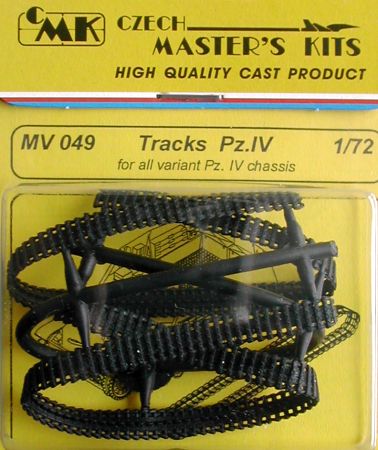 CMK
CZECH
MASTER'S KITS
HIGH QUALITY CAST PRODUCT
MV 049 Tracks Pz.IV 1/72
for all variant Pz. IV chassis